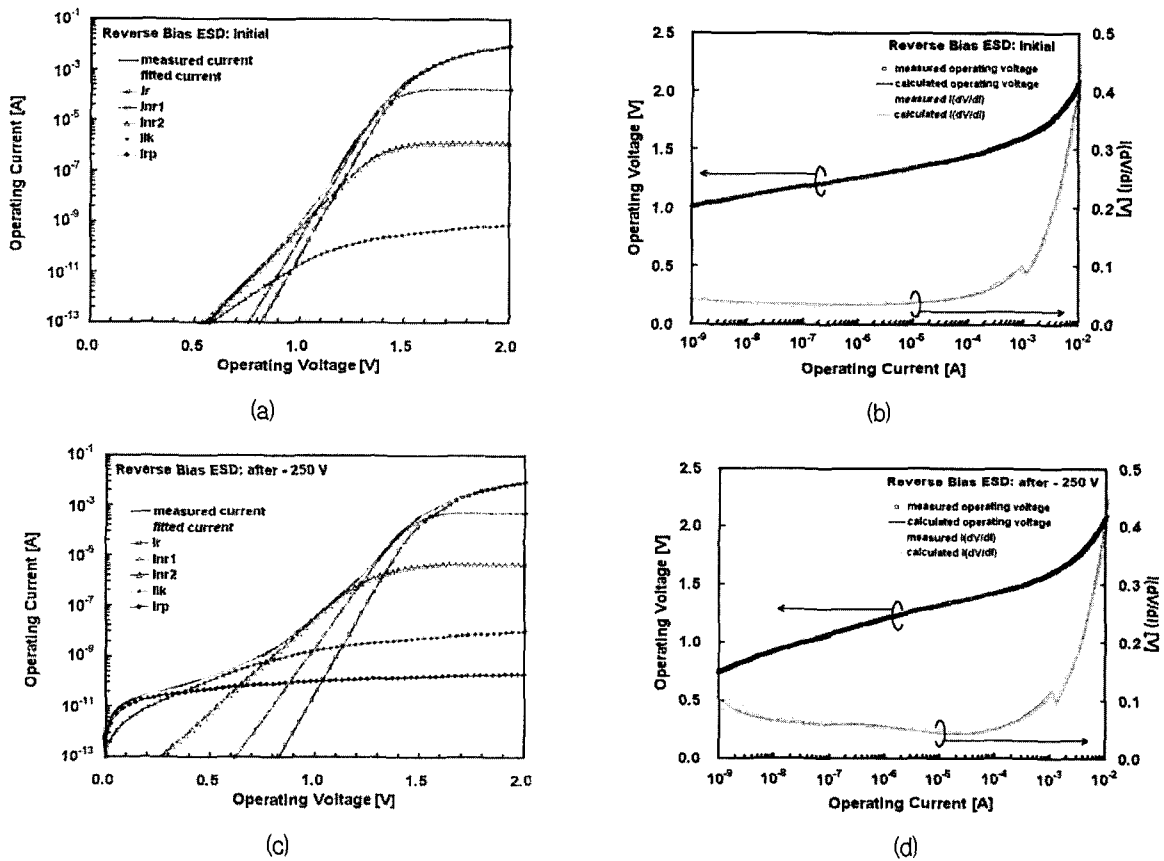 Reverse Bias ESD: Initial
measured current
fitted current
Ir
Inr1
Inr2
Ilk
Irp
Operating Current [A]
10-1
10-3
10-5
10-7
10-9
10-11
10-13
0.0 0.5 1.0 1.5 2.0
Operating Voltage [V]
(a)
Reverse Bias ESD: Initial
measured operating voltage
calculated operating voltage
measured I(dV/dI)
calculated I(dV/dI)
Operating Voltage [V]
2.5
2.0
1.5
1.0
0.5
0.0
I(dV/dI) [V]
0.5
0.4
0.3
0.2
0.1
0.0
10-9 10-8 10-7 10-6 10-5 10-4 10-3 10-2
Operating Current [A]
(b)
Reverse Bias ESD: after - 250 V
measured current
fitted current
Ir
Inr1
Inr2
Ilk
Irp
Operating Current [A]
10-1
10-3
10-5
10-7
10-9
10-11
10-13
0.0 0.5 1.0 1.5 2.0
Operating Voltage [V]
(c)
Reverse Bias ESD: after - 250 V
measured operating voltage
calculated operating voltage
measured I(dV/dI)
calculated I(dV/dI)
Operating Voltage [V]
2.5
2.0
1.5
1.0
0.5
0.0
I(dV/dI) [V]
0.5
0.4
0.3
0.2
0.1
0.0
10-9 10-8 10-7 10-6 10-5 10-4 10-3 10-2
Operating Current [A]
(d)